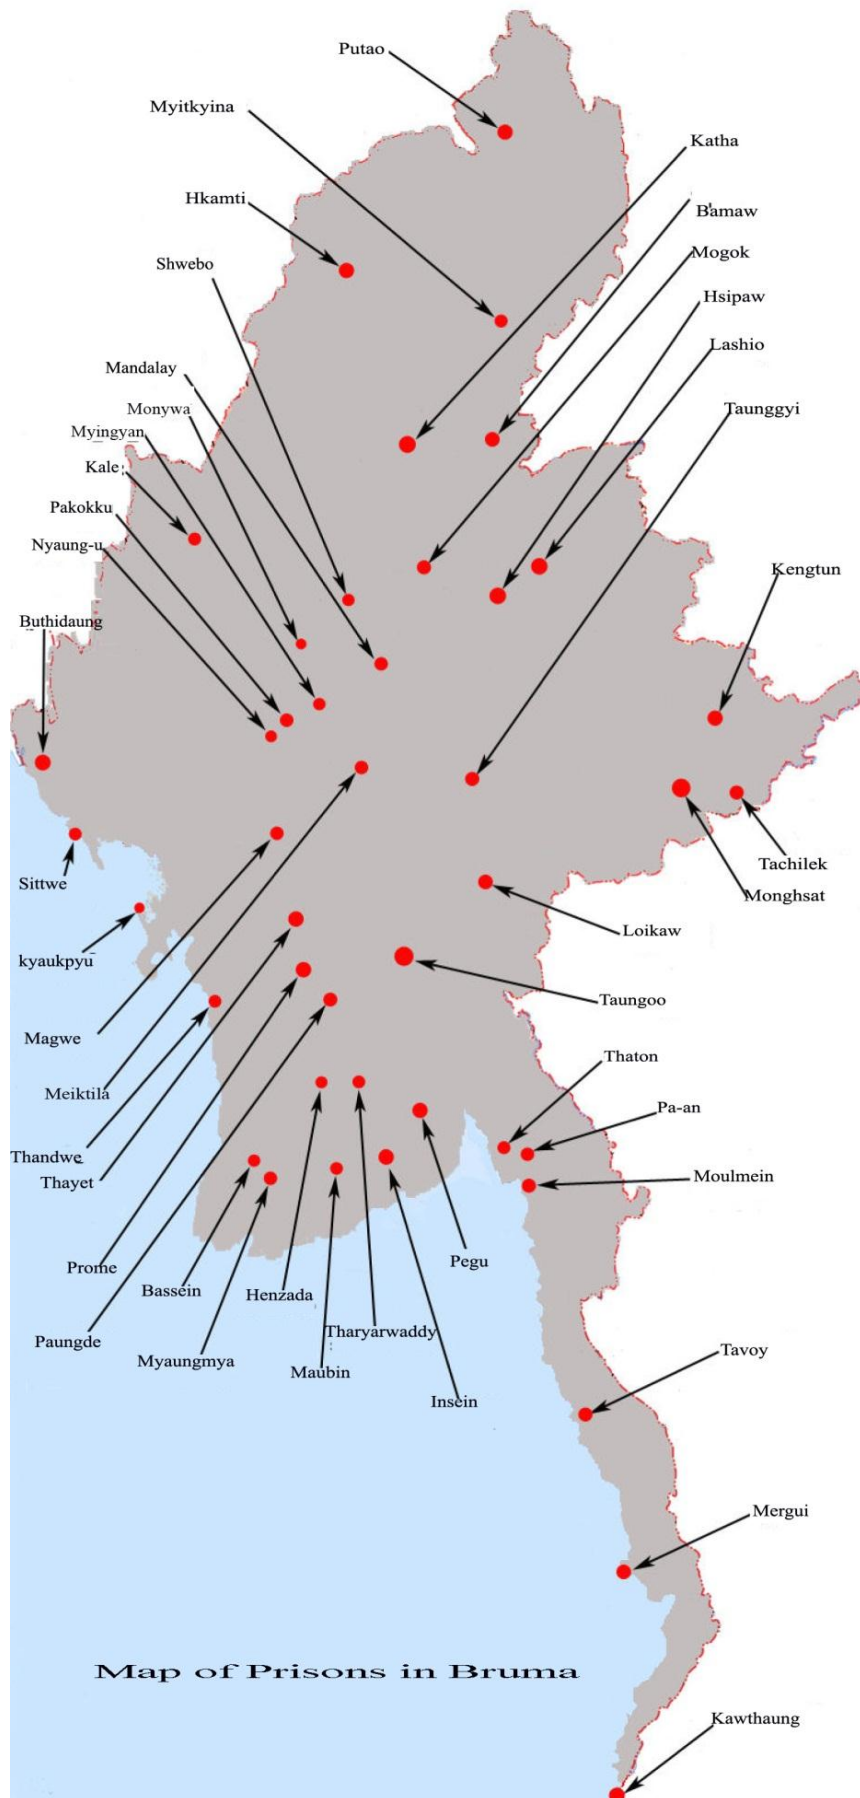 Putao
Myitkyina
Katha
Hkamti
Bamaw
Mogok
Shwebo
Hsipaw
Lashio
Mandalay
Monywa
Taunggyi
Myingyan
Kale
Pakokku
Nyaung-u
Kengtun
Buthidaung
Tachilek
Sittwe
Monghsat
Loikaw
kyaukpyu
Taungoo
Magwe
Thaton
Meiktila
Pa-an
Thandwe
Thayet
Moulmein
Pegu
Prome
Bassein
Henzada
Paungde
Tharyarwaddy
Myaungmya
Maubin
Tavoy
Insein
Mergui
Map of Prisons in Bruma
Kawthaung